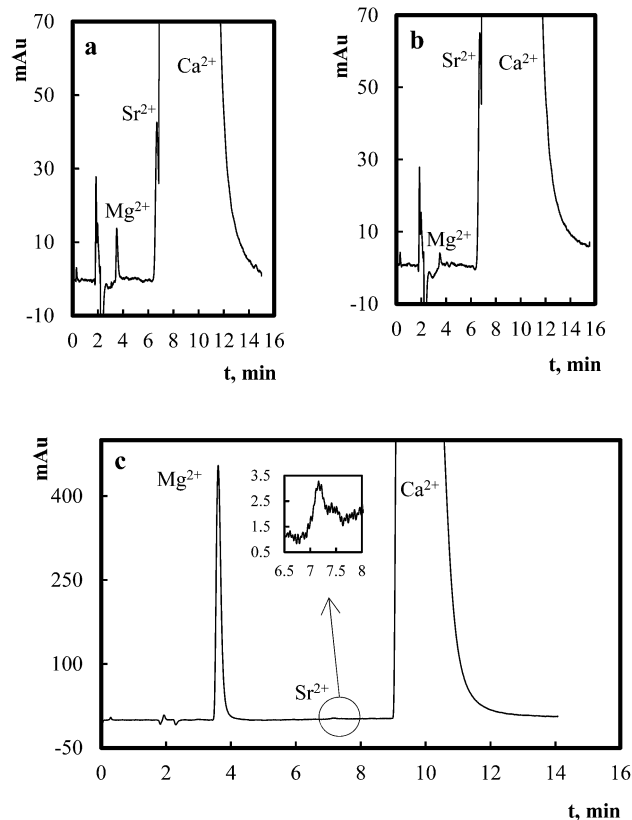 mAu
70
50
30
10
-10
a
Sr²⁺
Ca²⁺
Mg²⁺
0 2 4 6 8 10 12 14 16
t, min
mAu
70
50
30
10
-10
b
Sr²⁺
Ca²⁺
Mg²⁺
0 2 4 6 8 10 12 14 16
t, min
mAu
400
250
100
-50
c
Mg²⁺
3.5
2.5
1.5
0.5
6.5 7 7.5 8
Ca²⁺
Sr²⁺
0 2 4 6 8 10 12 14 16
t, min